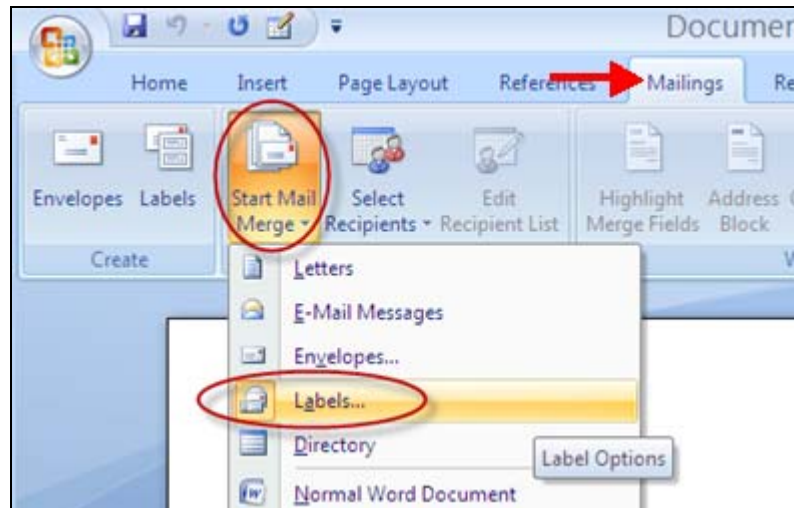 Documen
Home Insert Page Layout References Mailings Re
Envelopes Labels Start Mail Merge Select Recipients Edit Recipient List Highlight Merge Fields Address Block
Create
Letters
E-Mail Messages
Envelopes...
Labels...
Directory
Label Options
Normal Word Document